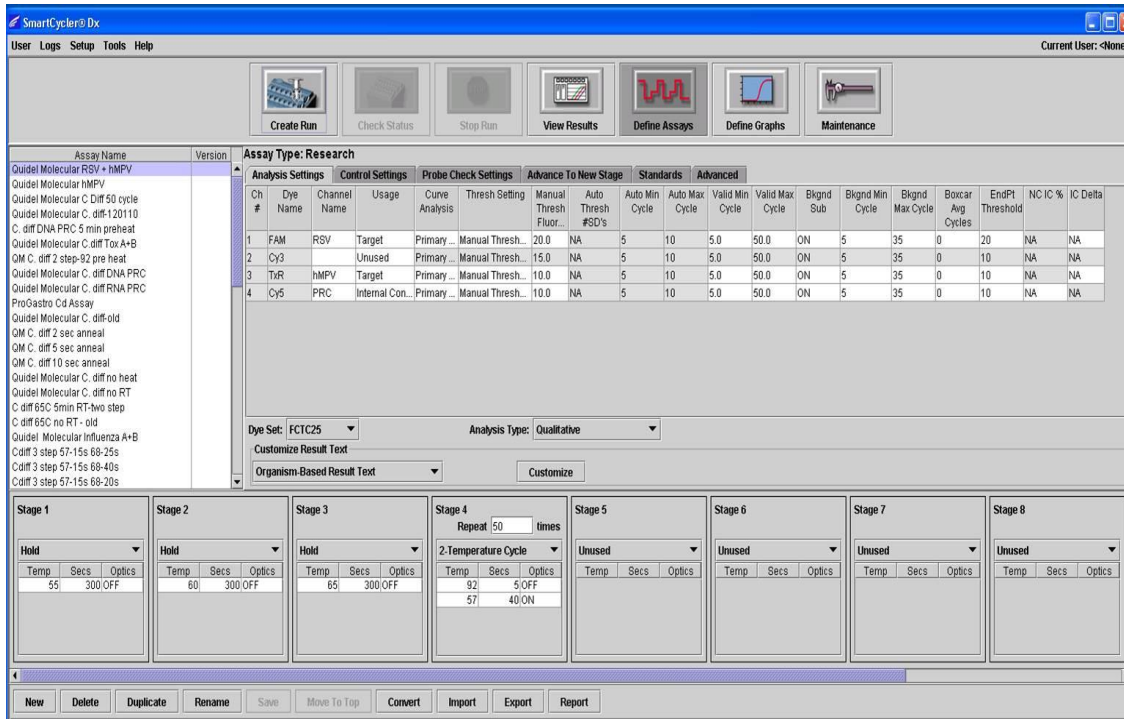 SmartCycler® Dx
User Logs Setup Tools Help Current User: <None
Create Run Check Status Stop Run View Results Define Assays Define Graphs Maintenance
Assay Name Version
Quidel Molecular RSV + hMPV
Quidel Molecular hMPV
Quidel Molecular C Diff 50 cycle
Quidel Molecular C. diff-120110
C. diff DNA PRC 5 min preheat
Quidel Molecular C.diff Tox A+B
QM C. diff 2 step-92 pre heat
Quidel Molecular C. diff DNA PRC
Quidel Molecular C. diff RNA PRC
ProGastro Cd Assay
Quidel Molecular C. diff-old
QM C. diff 2 sec anneal
QM C. diff 5 sec anneal
QM C. diff 10 sec anneal
Quidel Molecular C. diff no heat
Quidel Molecular C. diff no RT
C diff 65C 5min RT-two step
C diff 65C no RT - old
Quidel Molecular Influenza A+B
Cdiff 3 step 57-15s 68-25s
Cdiff 3 step 57-15s 68-40s
Cdiff 3 step 57-15s 68-20s
Assay Type: Research
Analysis Settings Control Settings Probe Check Settings Advance To New Stage Standards Advanced
Ch Dye Channel Usage Curve Thresh Setting Manual Auto Auto Min Auto Max Valid Min Valid Max Bkgnd Bkgnd Min Bkgnd Boxcar EndPt NC IC % IC Delta
# Name Name Analysis Thresh Thresh Cycle Cycle Cycle Cycle Sub Cycle Max Cycle Avg Threshold
Fluor... #SD's Cycles
1 FAM RSV Target Primary ... Manual Thresh... 20.0 NA 5 10 5.0 50.0 ON 5 35 0 20 NA NA
2 Cy3 Unused Primary ... Manual Thresh... 15.0 NA 5 10 5.0 50.0 ON 5 35 0 10 NA NA
3 TxR hMPV Target Primary ... Manual Thresh... 10.0 NA 5 10 5.0 50.0 ON 5 35 0 10 NA NA
4 Cy5 PRC Internal Con... Primary ... Manual Thresh... 10.0 NA 5 10 5.0 50.0 ON 5 35 0 10 NA NA
Dye Set: FCTC25 Analysis Type: Qualitative
Customize Result Text
Organism-Based Result Text Customize
Stage 1 Stage 2 Stage 3 Stage 4 Stage 5 Stage 6 Stage 7 Stage 8
Repeat 50 times
Hold Hold Hold 2-Temperature Cycle Unused Unused Unused Unused
Temp Secs Optics Temp Secs Optics Temp Secs Optics Temp Secs Optics Temp Secs Optics Temp Secs Optics Temp Secs Optics Temp Secs Optics
55 300 OFF 60 300 OFF 65 300 OFF 92 5 OFF
57 40 ON
New Delete Duplicate Rename Save Move To Top Convert Import Export Report